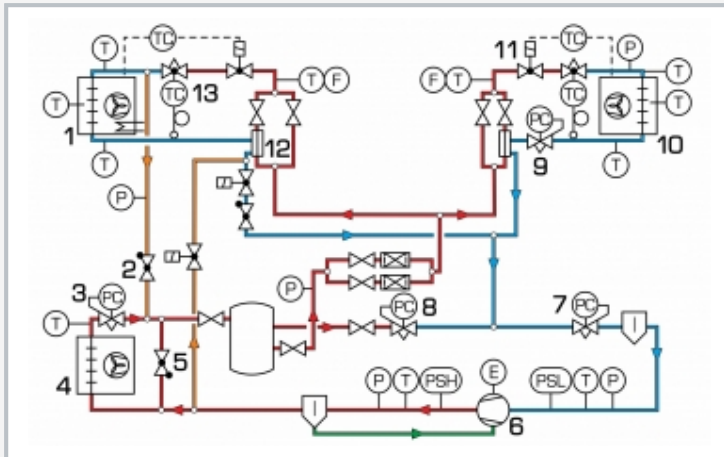 T TC 11 TC P
13 T F F T T
T TC TC T
1 12 PC 10
T 9 T
P
2
3 P 8 7
PC PC PC
T
5 I
4 E
P T PSH PSL T P
I 6